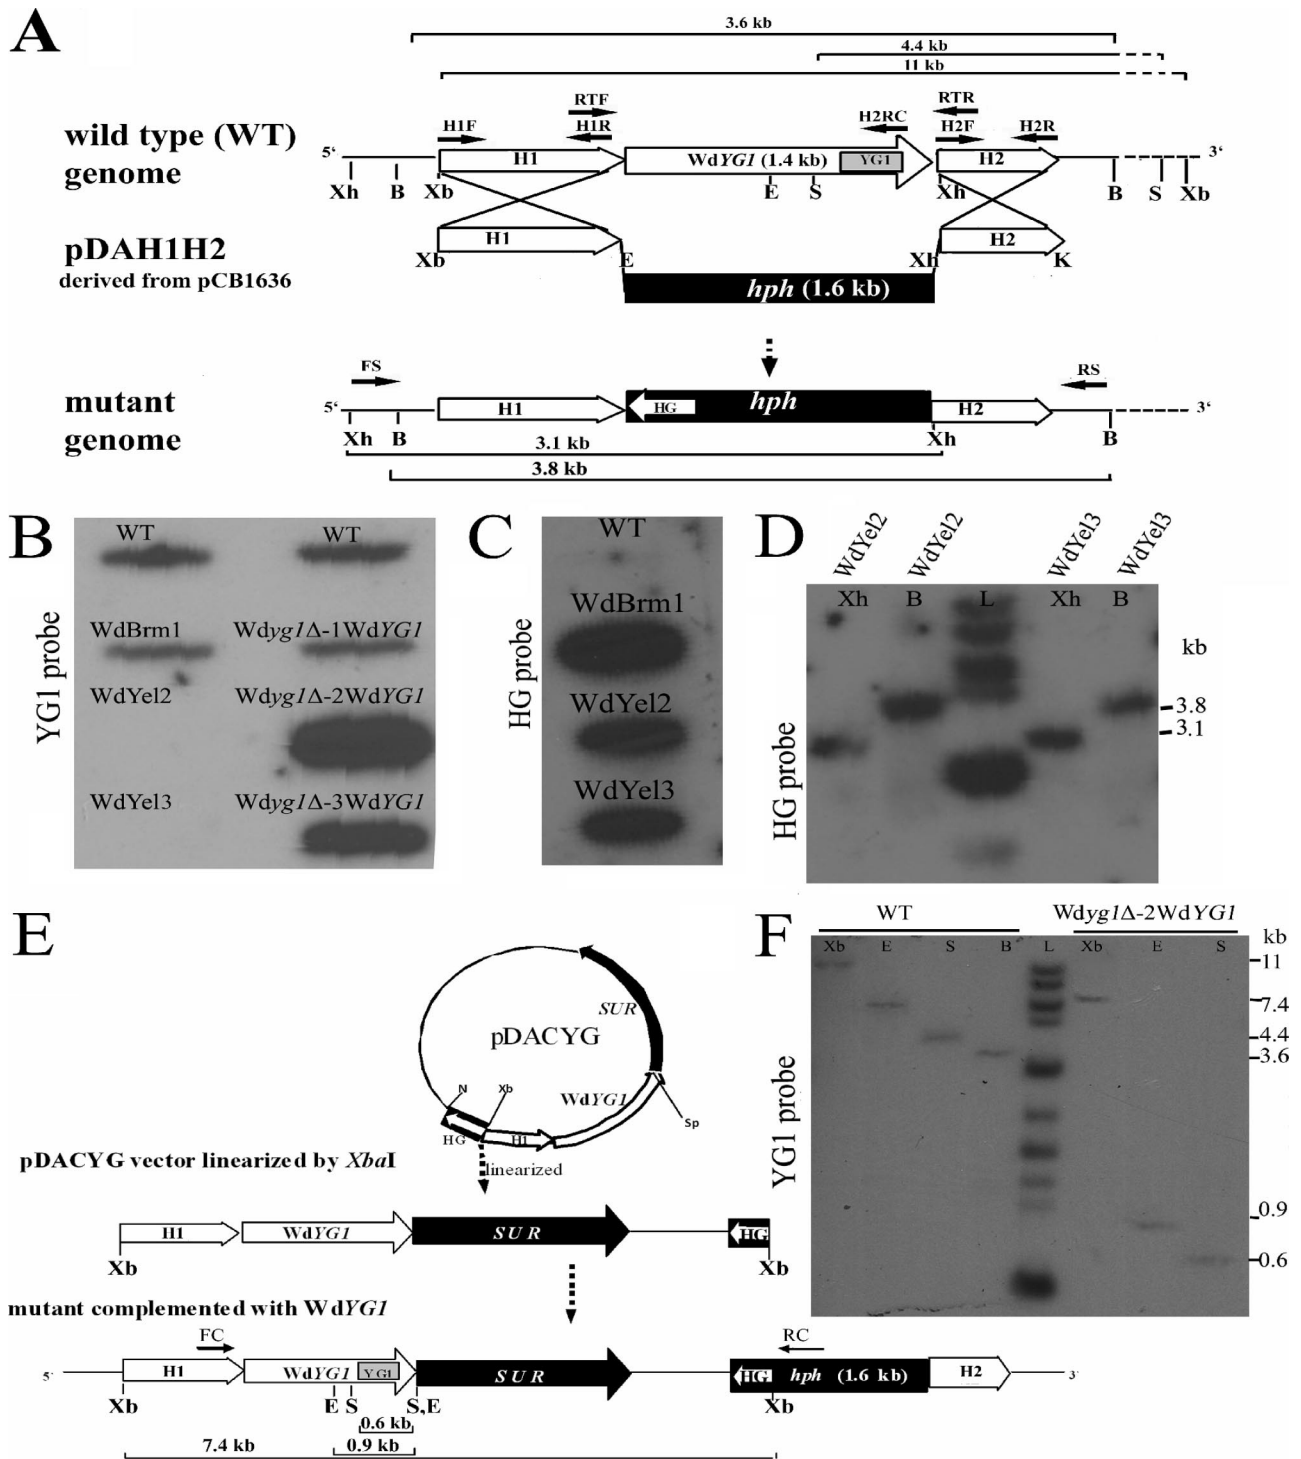 A
3.6 kb
4.4 kb
11 kb
RTF
RTR
H1F
H1R
H2RC
H2F
H2R
wild type (WT)
genome
5‘
H1
WdYG1 (1.4 kb)
YG1
H2
3‘
Xh B Xb E S Xh B S Xb
pDAH1H2
derived from pCB1636
H1
H2
Xb E Xh K
hph (1.6 kb)
FS
RS
mutant
genome
5‘
H1
HG
hph
H2
3‘
Xh B Xh B
3.1 kb
3.8 kb
B
YG1 probe
WT WT
WdBrm1 Wdyg1Δ-1WdYG1
WdYel2 Wdyg1Δ-2WdYG1
WdYel3 Wdyg1Δ-3WdYG1
C
HG probe
WT
WdBrm1
WdYel2
WdYel3
D
HG probe
WdYel2 WdYel2 WdYel3 WdYel3
Xh B L Xh B
kb
3.8
3.1
E
SUR
pDACYG
WdYG1
N
Xb
Sp
HG
H1
pDACYG vector linearized by XbaI
linearized
H1 WdYG1 SUR HG
Xb Xb
mutant complemented with WdYG1
FC
RC
5'
H1 WdYG1 YG1 SUR HG hph (1.6 kb) H2
3'
Xb E S S,E Xb
0.6 kb
7.4 kb 0.9 kb
F
YG1 probe
WT Wdyg1Δ-2WdYG1
Xb E S B L Xb E S
kb
11
7.4
4.4
3.6
0.9
0.6